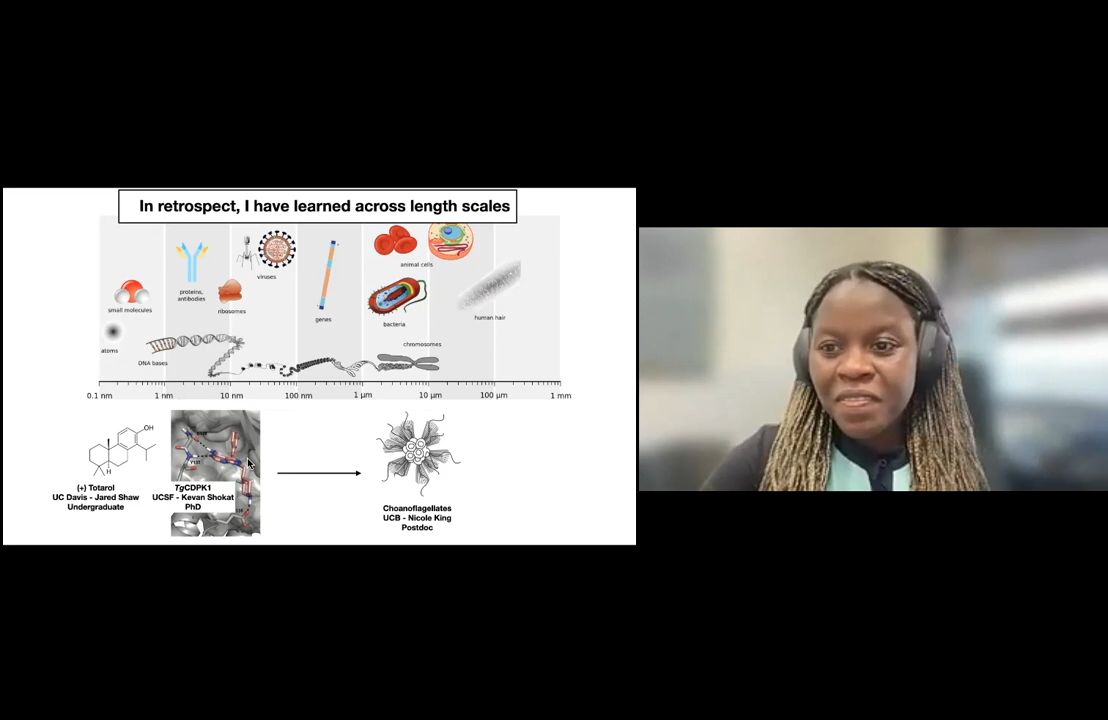 In retrospect, I have learned across length scales
small molecules
atoms
proteins,
antibodies
ribosomes
DNA bases
viruses
genes
animal cells
bacteria
chromosomes
human hair
0.1 nm
1 nm
10 nm
100 nm
1 µm
10 µm
100 µm
1 mm
OH
H
(+) Totarol
UC Davis - Jared Shaw
Undergraduate
TgCDPK1
UCSF - Kevan Shokat
PhD
Choanoflagellates
UCB - Nicole King
Postdoc